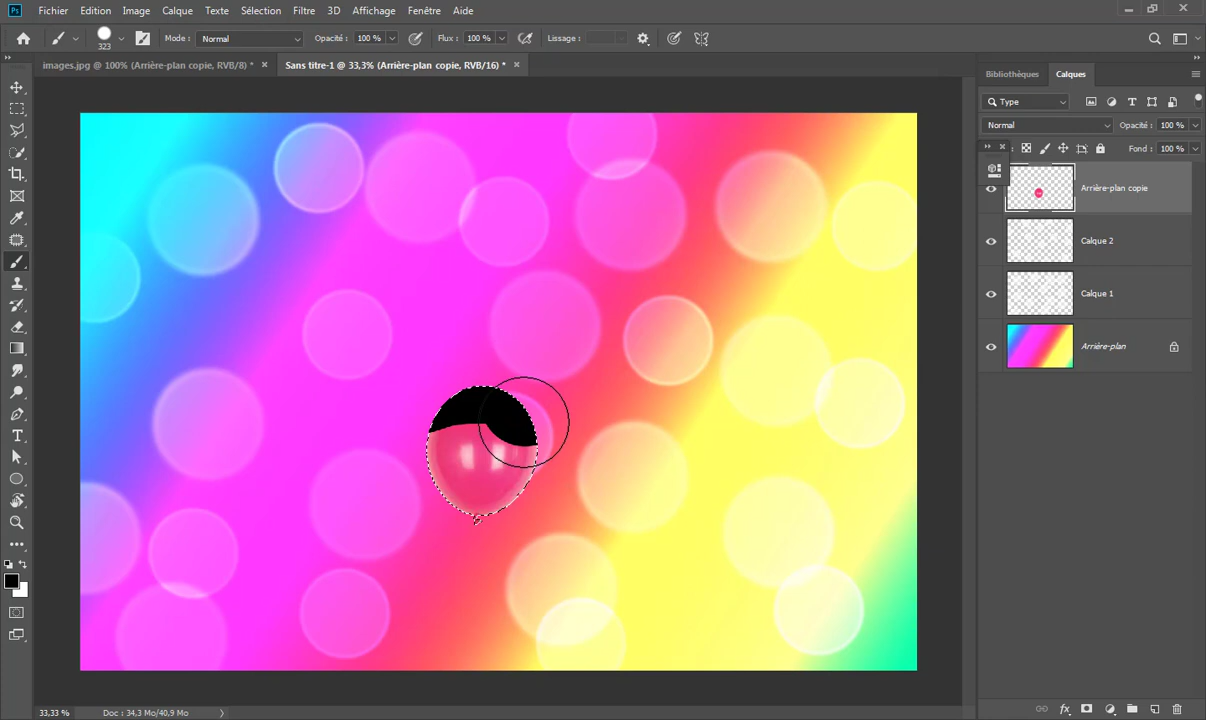 Ps Fichier Edition Image Calque Texte Sélection Filtre 3D Affichage Fenêtre Aide
323 Mode : Normal Opacité : 100 % Flux : 100 % Lissage :
images.jpg @ 100% (Arrière-plan copie, RVB/8) * × Sans titre-1 @ 33,3% (Arrière-plan copie, RVB/16) * ×
Bibliothèques Calques
Type
Normal Opacité : 100 %
Fond : 100 %
Arrière-plan copie
Calque 2
Calque 1
Arrière-plan
33,33 % Doc : 34,3 Mo/40,9 Mo